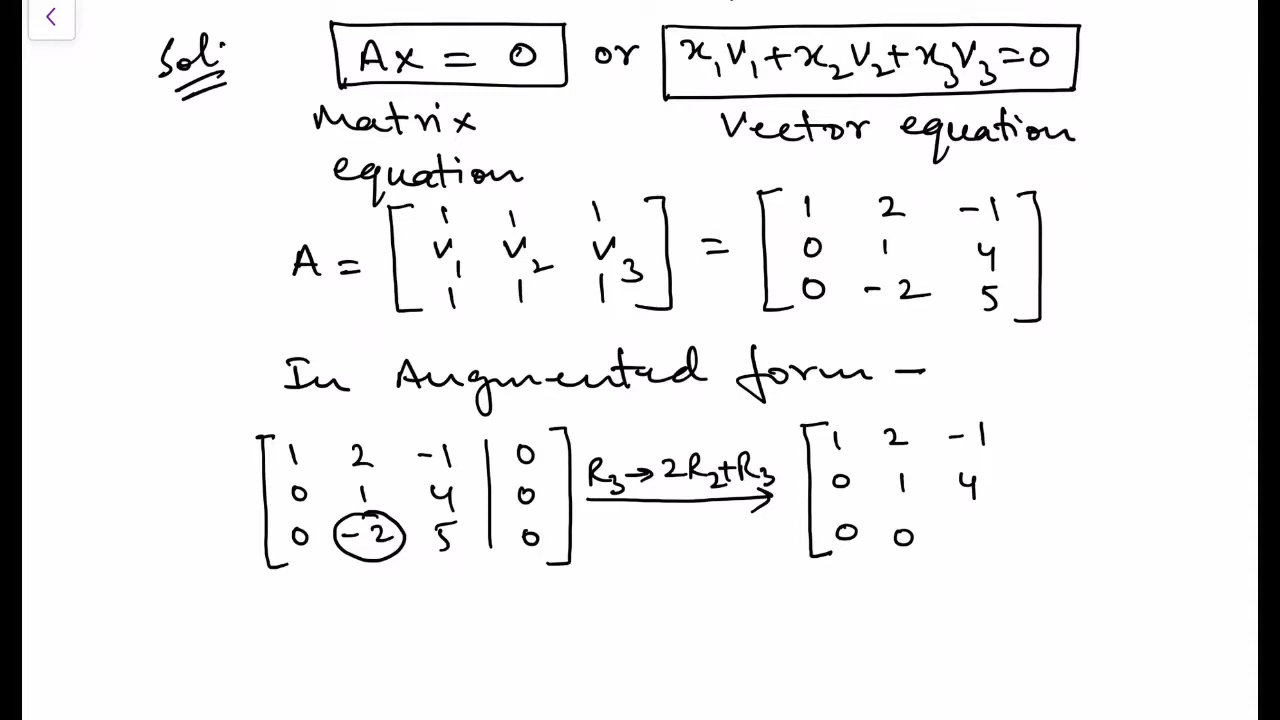 Sol: Ax = 0 or x₁V₁+x₂V₂+x₃V₃=0
Matrix equation
Vector equation
A = [ | | | ; V₁ V₂ V₃ ; | | | ] = [ 1 2 -1 ; 0 1 4 ; 0 -2 5 ]
In Augmented form —
[ 1 2 -1 | 0 ; 0 1 4 | 0 ; 0 -2 5 | 0 ] R₃→2R₂+R₃ [ 1 2 -1 ; 0 1 4 ; 0 0